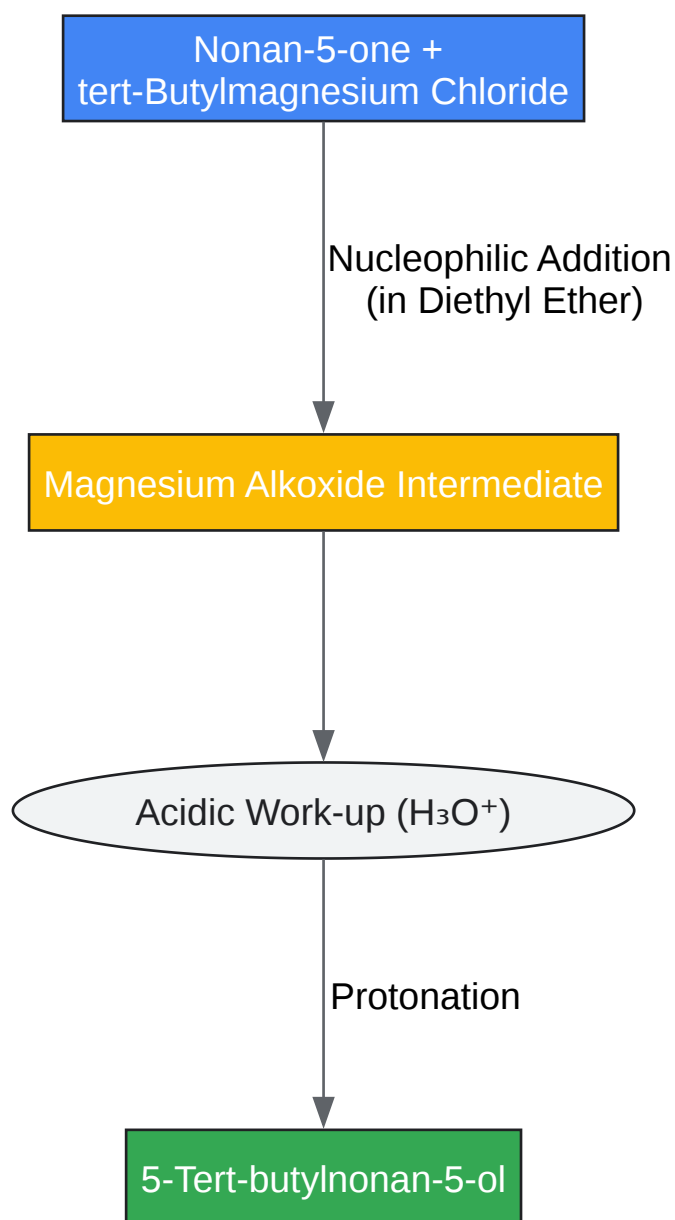 Nonan-5-one +
tert-Butylmagnesium Chloride
Nucleophilic Addition
(in Diethyl Ether)
Magnesium Alkoxide Intermediate
Acidic Work-up (H₃O⁺)
Protonation
5-Tert-butylnonan-5-ol